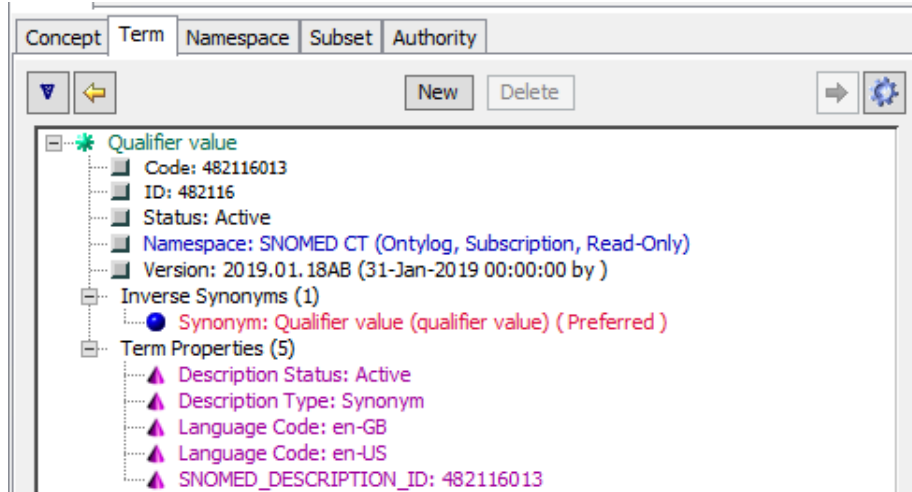 Concept Term Namespace Subset Authority
New Delete
Qualifier value
Code: 482116013
ID: 482116
Status: Active
Namespace: SNOMED CT (Ontylog, Subscription, Read-Only)
Version: 2019.01.18AB (31-Jan-2019 00:00:00 by )
Inverse Synonyms (1)
Synonym: Qualifier value (qualifier value) ( Preferred )
Term Properties (5)
Description Status: Active
Description Type: Synonym
Language Code: en-GB
Language Code: en-US
SNOMED_DESCRIPTION_ID: 482116013